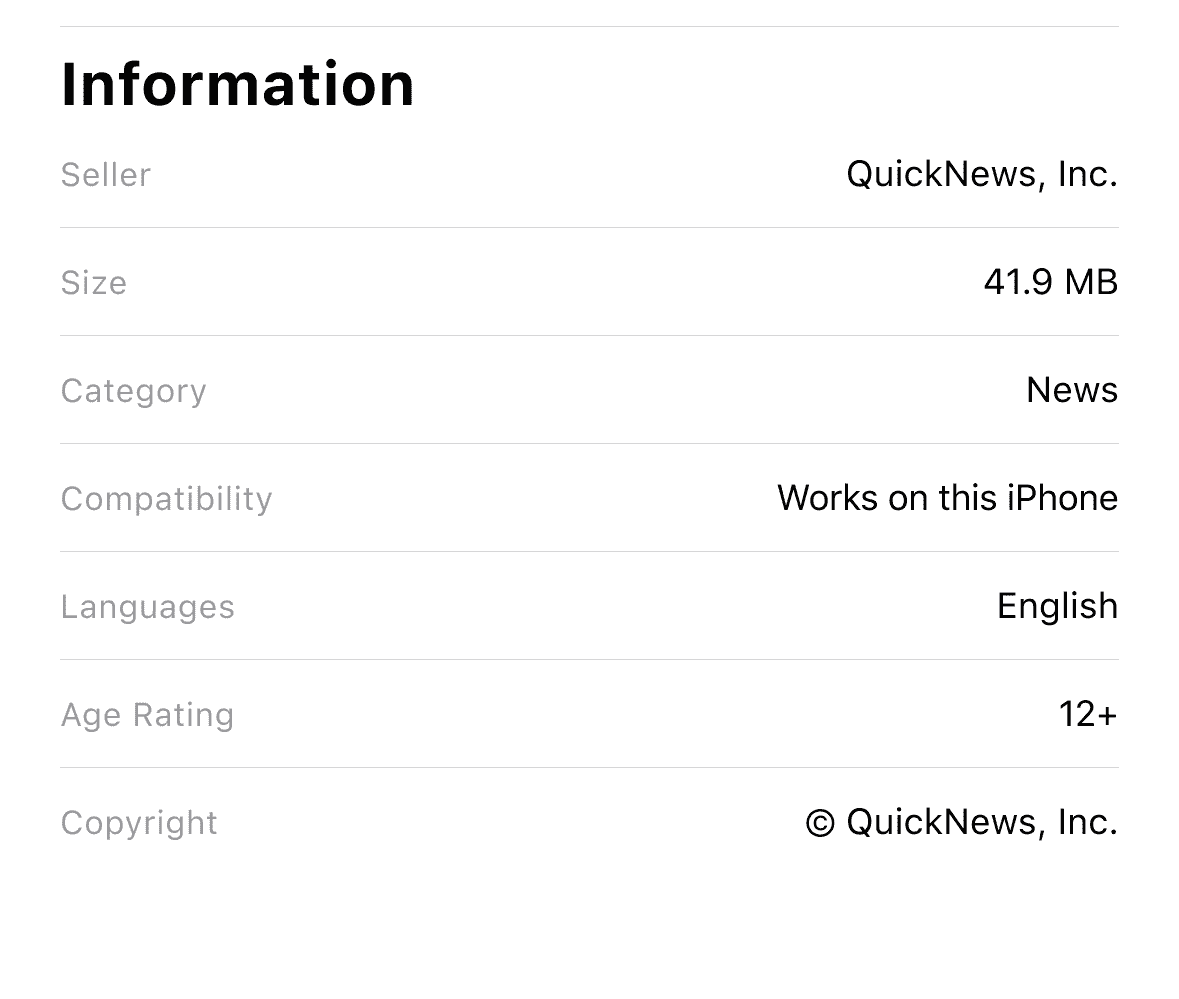 Information
Seller QuickNews, Inc.
Size 41.9 MB
Category News
Compatibility Works on this iPhone
Languages English
Age Rating 12+
Copyright © QuickNews, Inc.